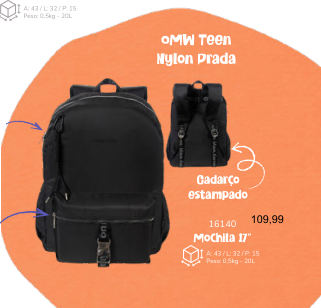 A: 43 / L: 32 / P: 15
Peso: 0,5kg – 20L
OMW Teen
Nylon Prada
Cadarço
estampado
16140
109,99
Mochila 17"
A: 43 / L: 32 / P: 15
Peso: 0,5kg – 20L